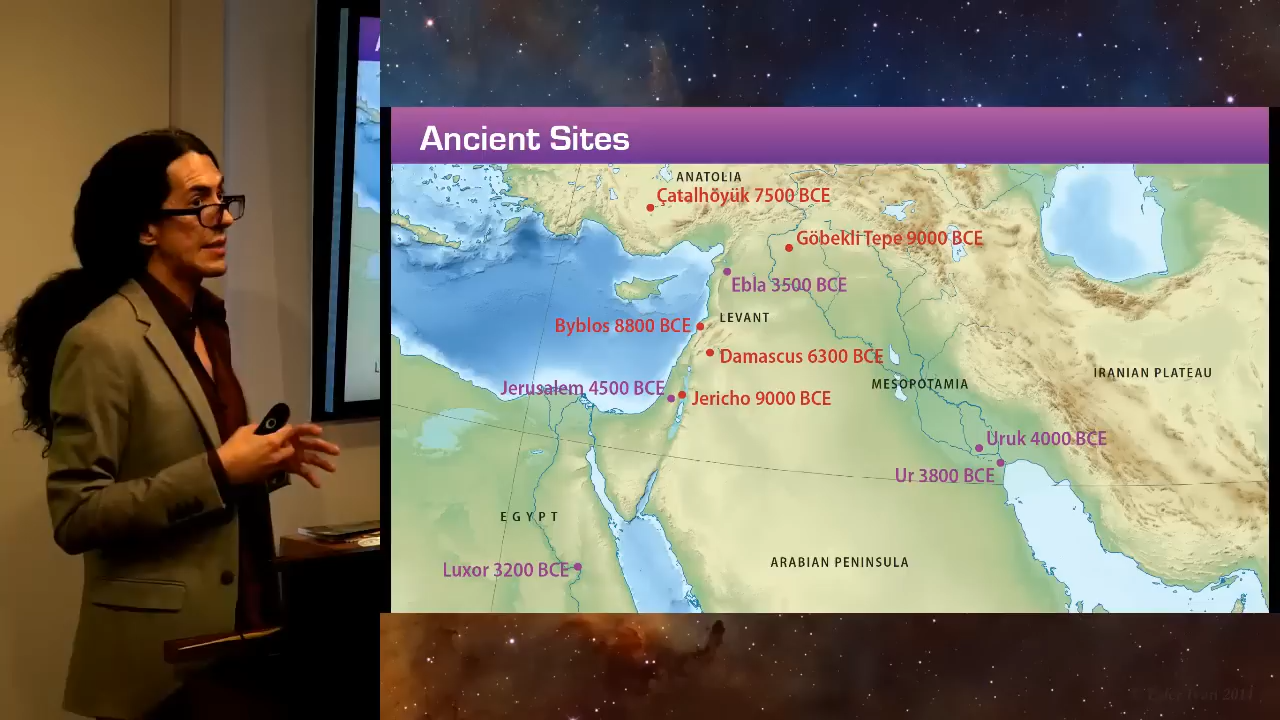 Ancient Sites
ANATOLIA
Çatalhöyük 7500 BCE
Göbekli Tepe 9000 BCE
Ebla 3500 BCE
LEVANT
Byblos 8800 BCE
Damascus 6300 BCE
IRANIAN PLATEAU
MESOPOTAMIA
Jerusalem 4500 BCE
Jericho 9000 BCE
Uruk 4000 BCE
Ur 3800 BCE
EGYPT
ARABIAN PENINSULA
Luxor 3200 BCE